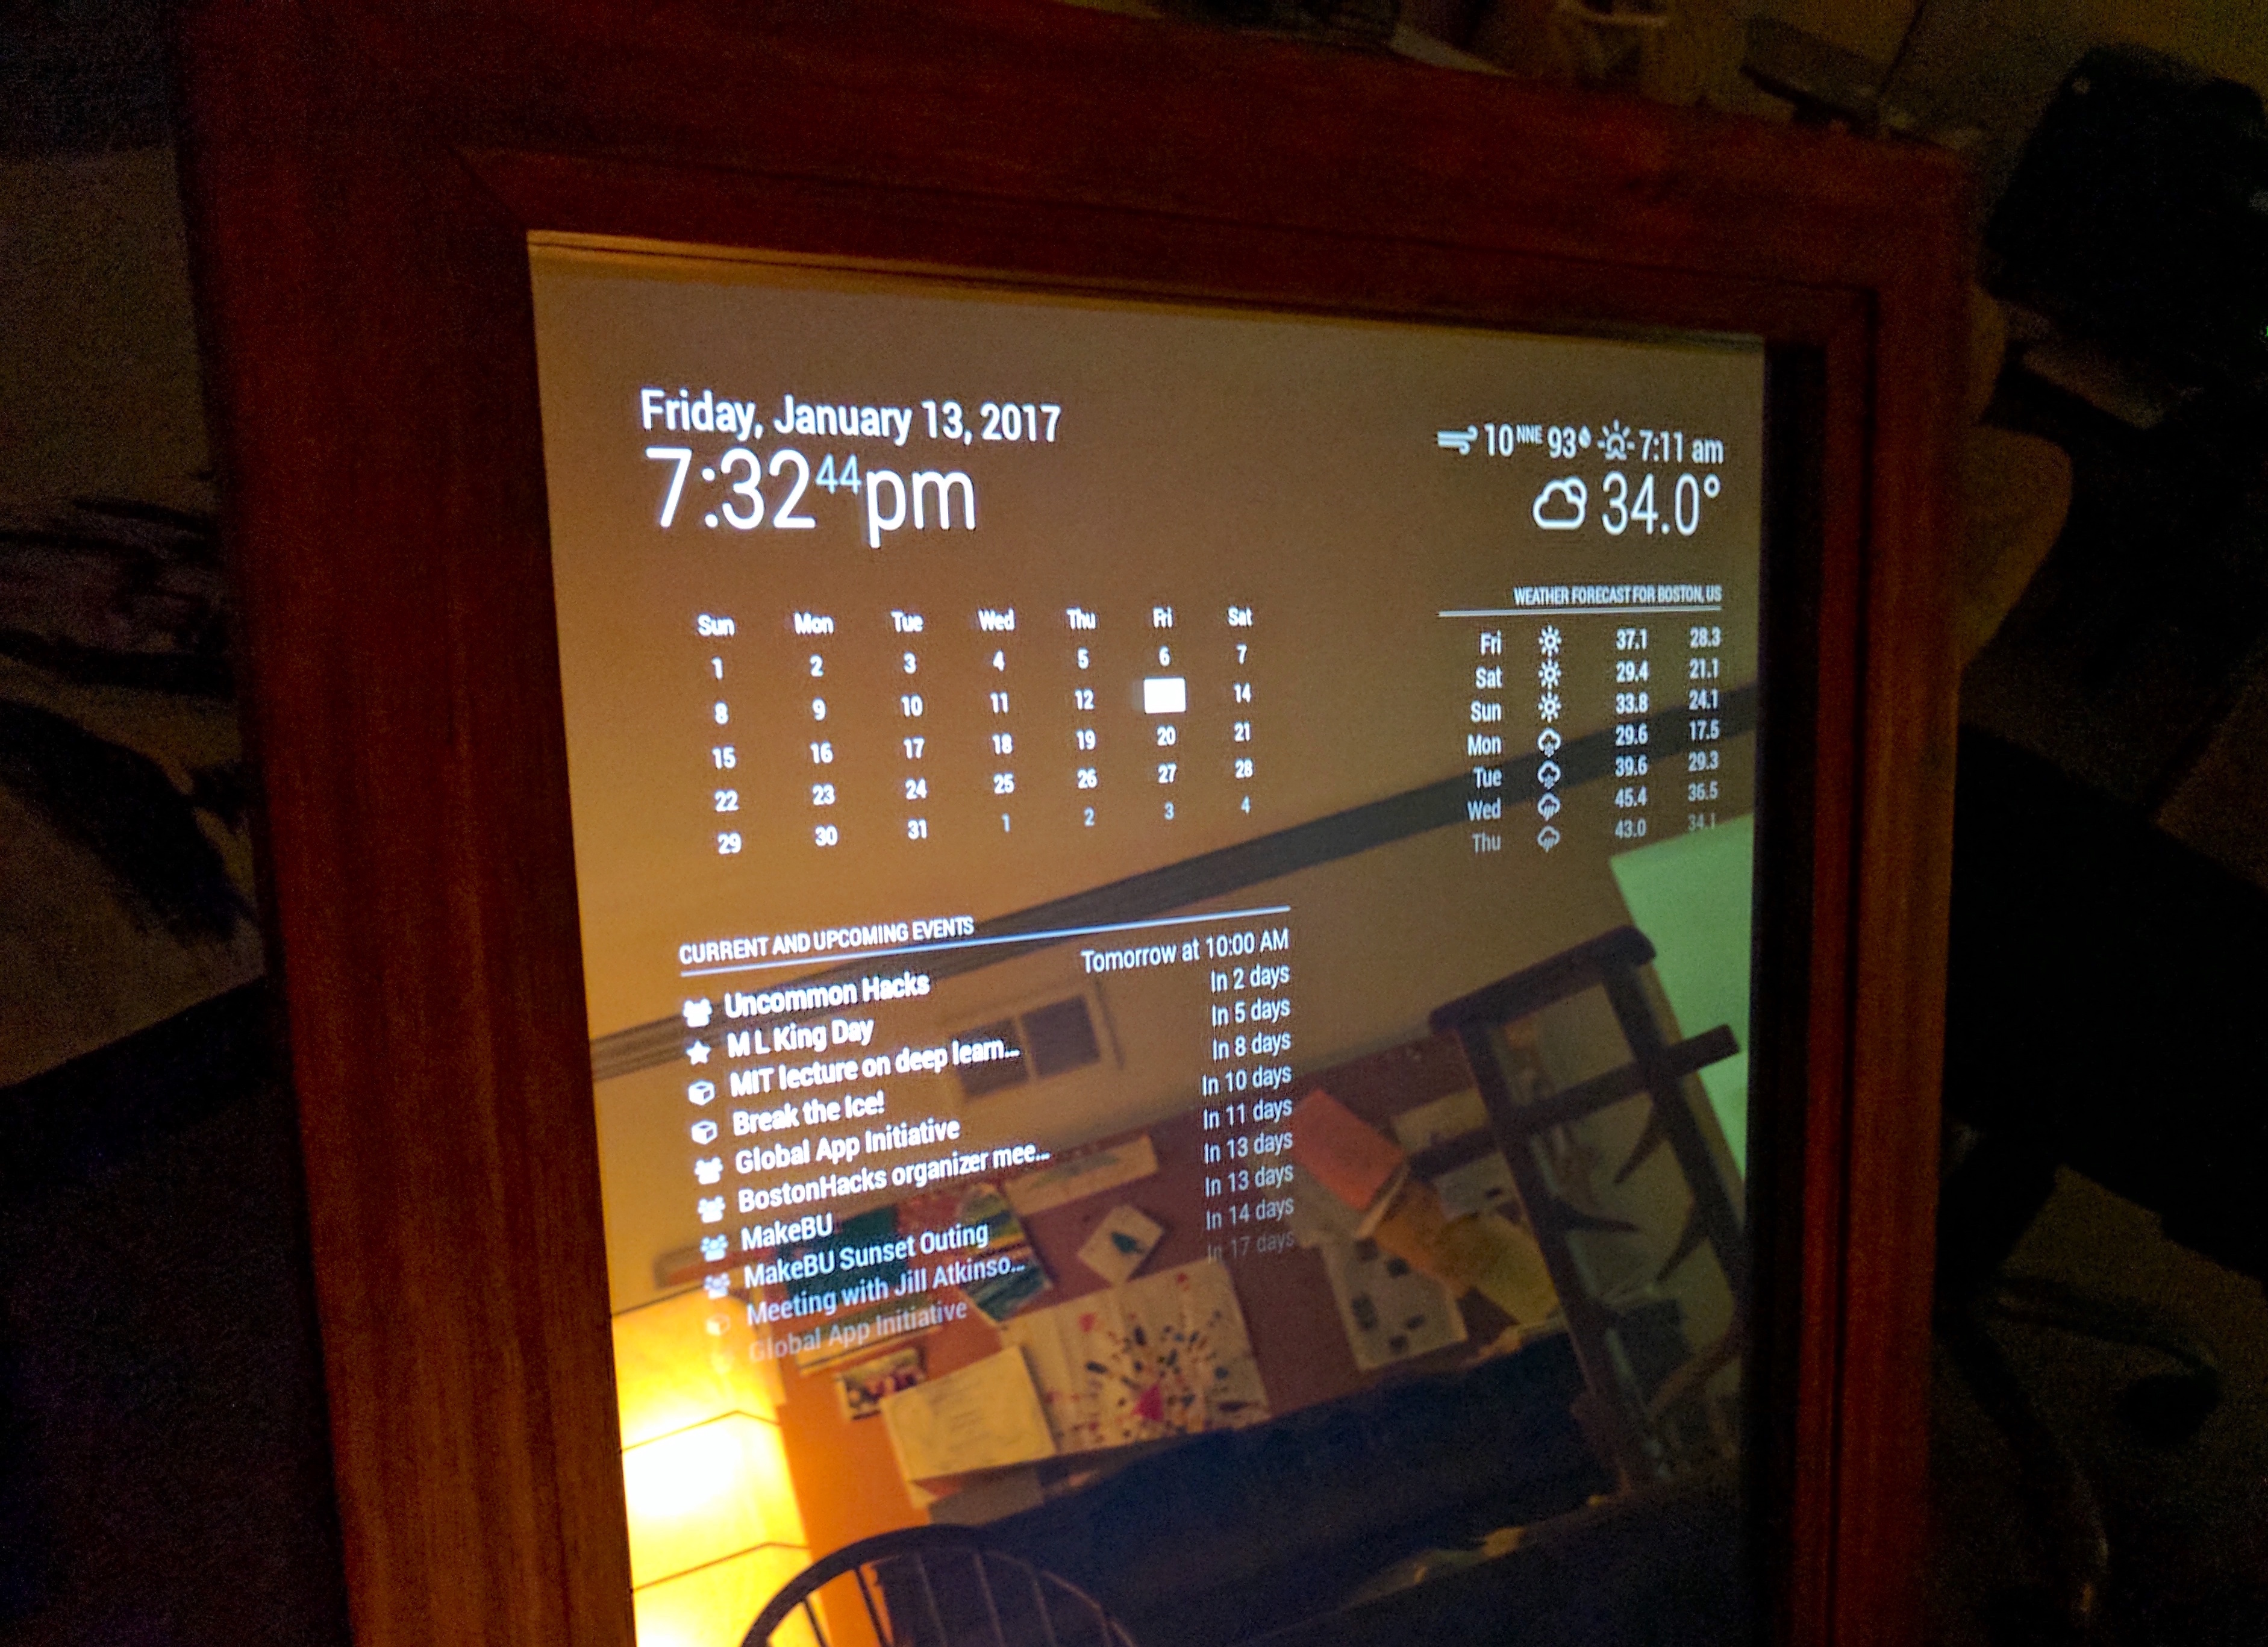 Friday, January 13, 2017
7:32 44 pm
10 NNE 93 7:11 am
34.0°
Sun Mon Tue Wed Thu Fri Sat
1 2 3 4 5 6 7
8 9 10 11 12 14
15 16 17 18 19 20 21
22 23 24 25 26 27 28
29 30 31 1 2 3 4
WEATHER FORECAST FOR BOSTON, US
Fri 37.1 28.3
Sat 29.4 21.1
Sun 33.8 24.1
Mon 29.6 17.5
Tue 39.6 29.3
Wed 45.4 36.5
Thu 43.0 34.1
CURRENT AND UPCOMING EVENTS
Uncommon Hacks Tomorrow at 10:00 AM
M L King Day In 2 days
MIT lecture on deep learn... In 5 days
Break the Ice! In 8 days
Global App Initiative In 10 days
BostonHacks organizer mee... In 11 days
MakeBU In 13 days
MakeBU Sunset Outing In 13 days
Meeting with Jill Atkinso... In 14 days
Global App Initiative In 17 days